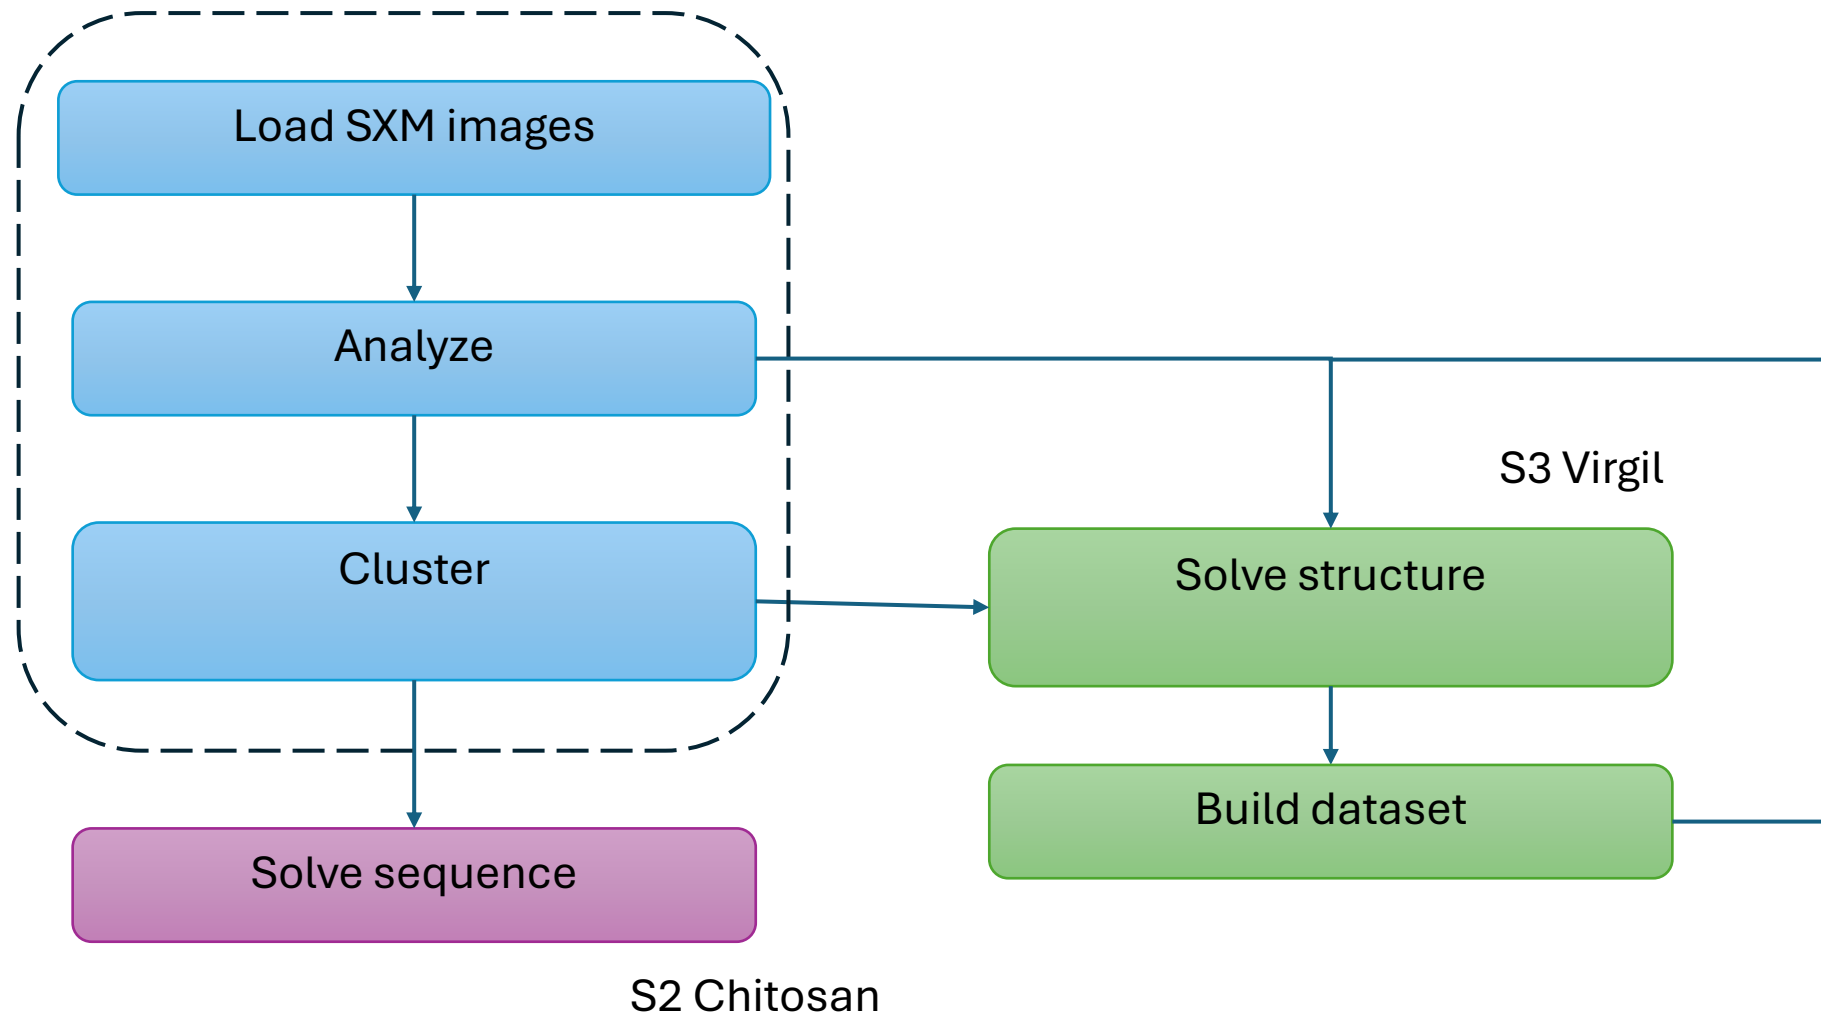 Load SXM images
Analyze
S3 Virgil
Cluster
Solve structure
Build dataset
Solve sequence
S2 Chitosan